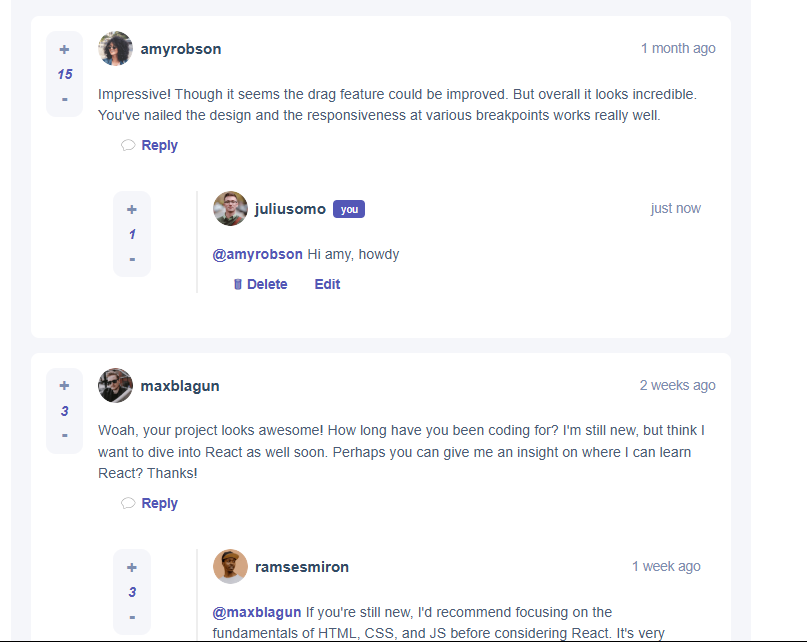 +
15
-
amyrobson
1 month ago
Impressive! Though it seems the drag feature could be improved. But overall it looks incredible.
You've nailed the design and the responsiveness at various breakpoints works really well.
Reply
+
1
-
juliusomo you
just now
@amyrobson Hi amy, howdy
Delete Edit
+
3
-
maxblagun
2 weeks ago
Woah, your project looks awesome! How long have you been coding for? I'm still new, but think I
want to dive into React as well soon. Perhaps you can give me an insight on where I can learn
React? Thanks!
Reply
+
3
-
ramsesmiron
1 week ago
@maxblagun If you're still new, I'd recommend focusing on the
fundamentals of HTML, CSS, and JS before considering React. It's very